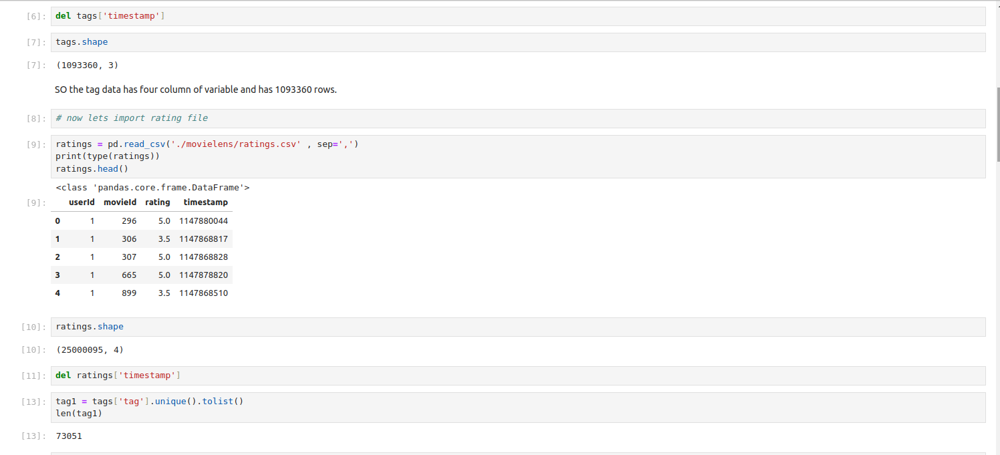 [6]: del tags['timestamp']
[7]: tags.shape
[7]: (1093360, 3)
SO the tag data has four column of variable and has 1093360 rows.
[8]: # now lets import rating file
[9]: ratings = pd.read_csv('./movielens/ratings.csv' , sep=',')
print(type(ratings))
ratings.head()
<class 'pandas.core.frame.DataFrame'>
[9]: userId movieId rating timestamp
0 1 296 5.0 1147880044
1 1 306 3.5 1147868817
2 1 307 5.0 1147868828
3 1 665 5.0 1147878820
4 1 899 3.5 1147868510
[10]: ratings.shape
[10]: (25000095, 4)
[11]: del ratings['timestamp']
[13]: tag1 = tags['tag'].unique().tolist()
len(tag1)
[13]: 73051